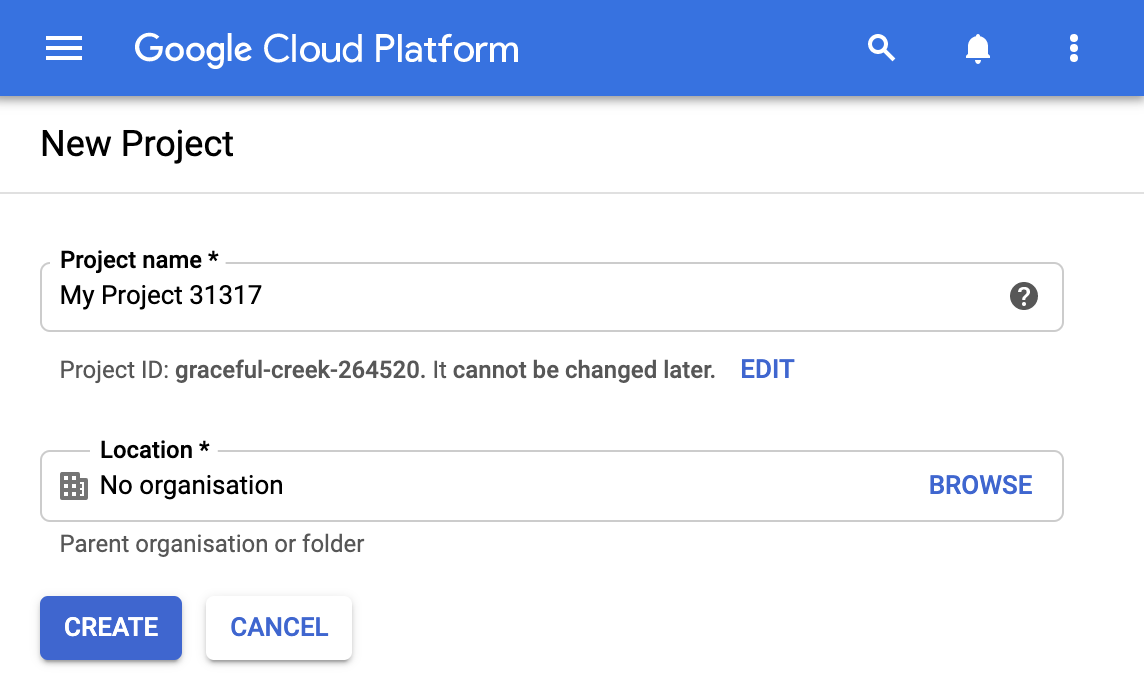 Google Cloud Platform
New Project
Project name *
My Project 31317
Project ID: graceful-creek-264520. It cannot be changed later. EDIT
Location *
No organisation BROWSE
Parent organisation or folder
CREATE CANCEL